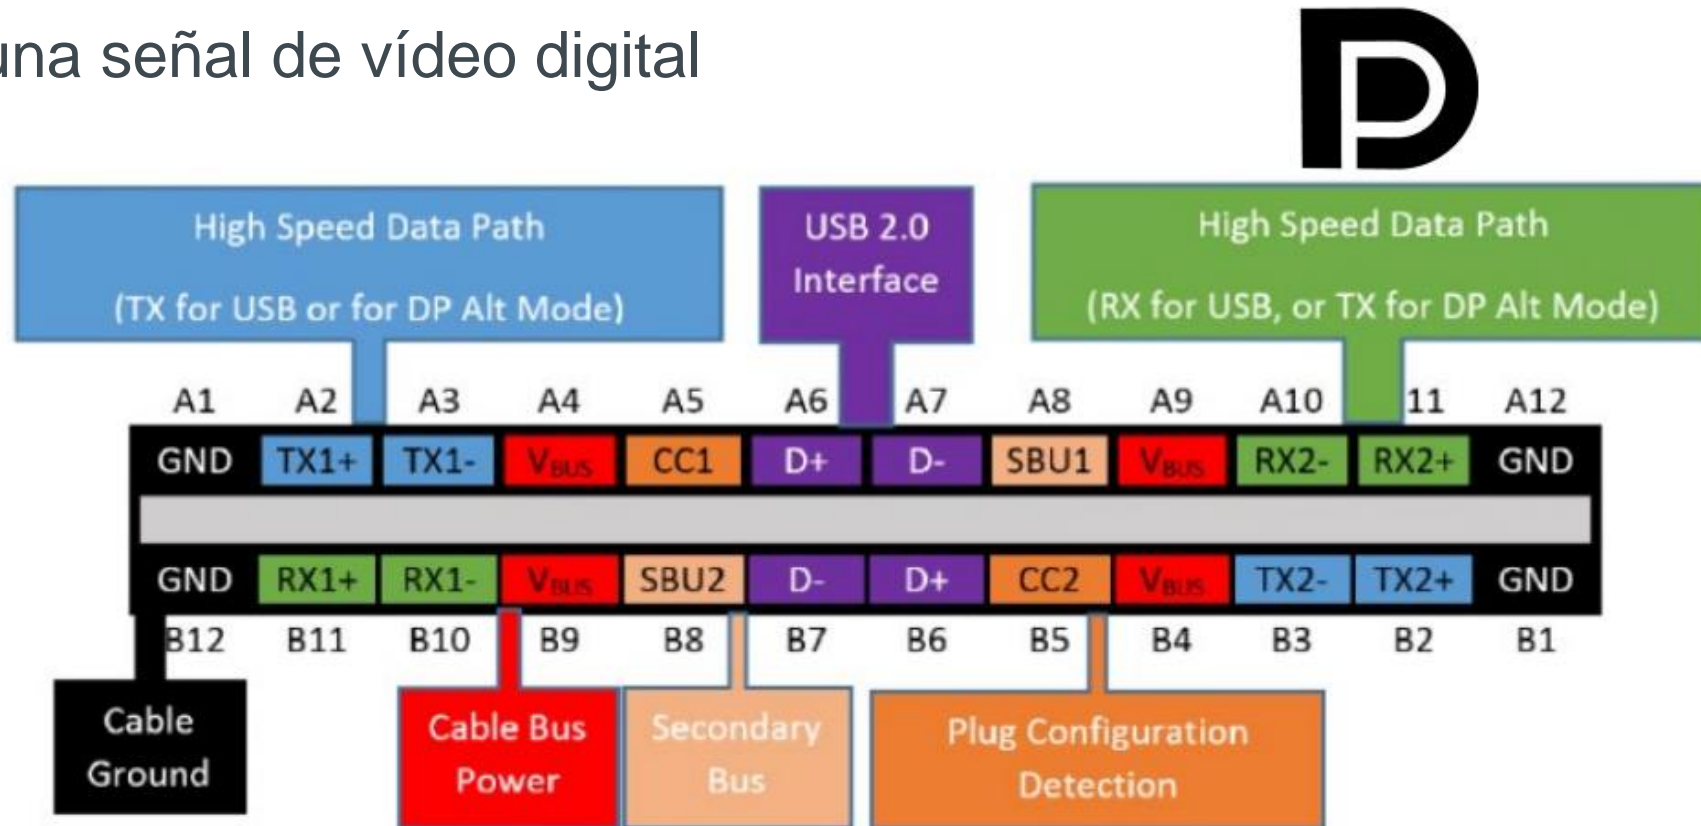 una señal de vídeo digital
High Speed Data Path
(TX for USB or for DP Alt Mode)
USB 2.0
Interface
High Speed Data Path
(RX for USB, or TX for DP Alt Mode)
A1 A2 A3 A4 A5 A6 A7 A8 A9 A10 11 A12
GND TX1+ TX1- VBUS CC1 D+ D- SBU1 VBUS RX2- RX2+ GND
GND RX1+ RX1- VBUS SBU2 D- D+ CC2 VBUS TX2- TX2+ GND
B12 B11 B10 B9 B8 B7 B6 B5 B4 B3 B2 B1
Cable
Ground
Cable Bus
Power
Secondary
Bus
Plug Configuration
Detection